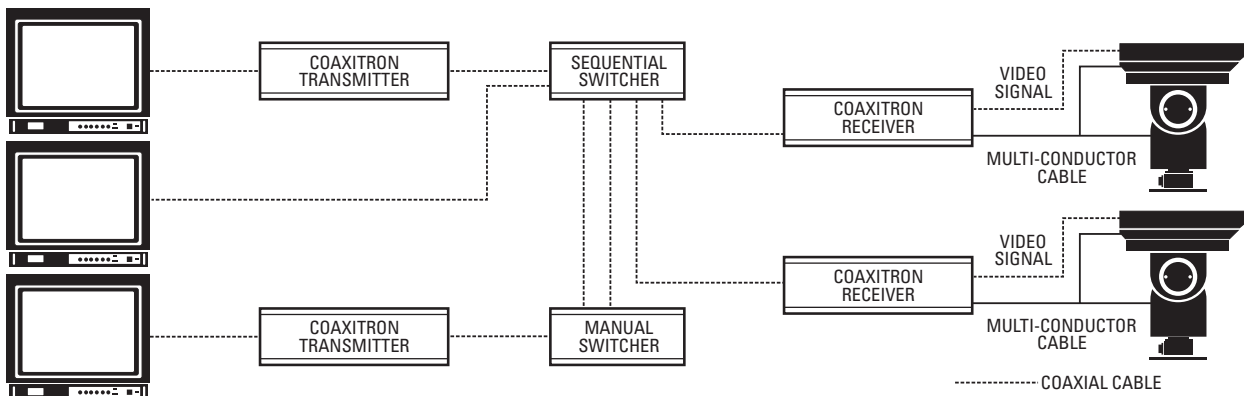 COAXITRON
TRANSMITTER
SEQUENTIAL
SWITCHER
VIDEO
SIGNAL
COAXITRON
RECEIVER
MULTI-CONDUCTOR
CABLE
VIDEO
SIGNAL
COAXITRON
RECEIVER
COAXITRON
TRANSMITTER
MANUAL
SWITCHER
MULTI-CONDUCTOR
CABLE
COAXIAL CABLE